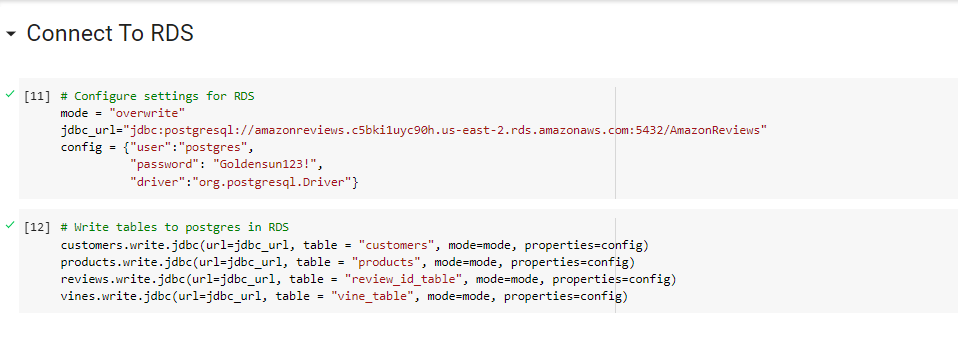 Connect To RDS
[11] # Configure settings for RDS
mode = "overwrite"
jdbc_url="jdbc:postgresql://amazonreviews.c5bki1uyc90h.us-east-2.rds.amazonaws.com:5432/AmazonReviews"
config = {"user":"postgres",
"password": "Goldensun123!",
"driver":"org.postgresql.Driver"}
[12] # Write tables to postgres in RDS
customers.write.jdbc(url=jdbc_url, table = "customers", mode=mode, properties=config)
products.write.jdbc(url=jdbc_url, table = "products", mode=mode, properties=config)
reviews.write.jdbc(url=jdbc_url, table = "review_id_table", mode=mode, properties=config)
vines.write.jdbc(url=jdbc_url, table = "vine_table", mode=mode, properties=config)